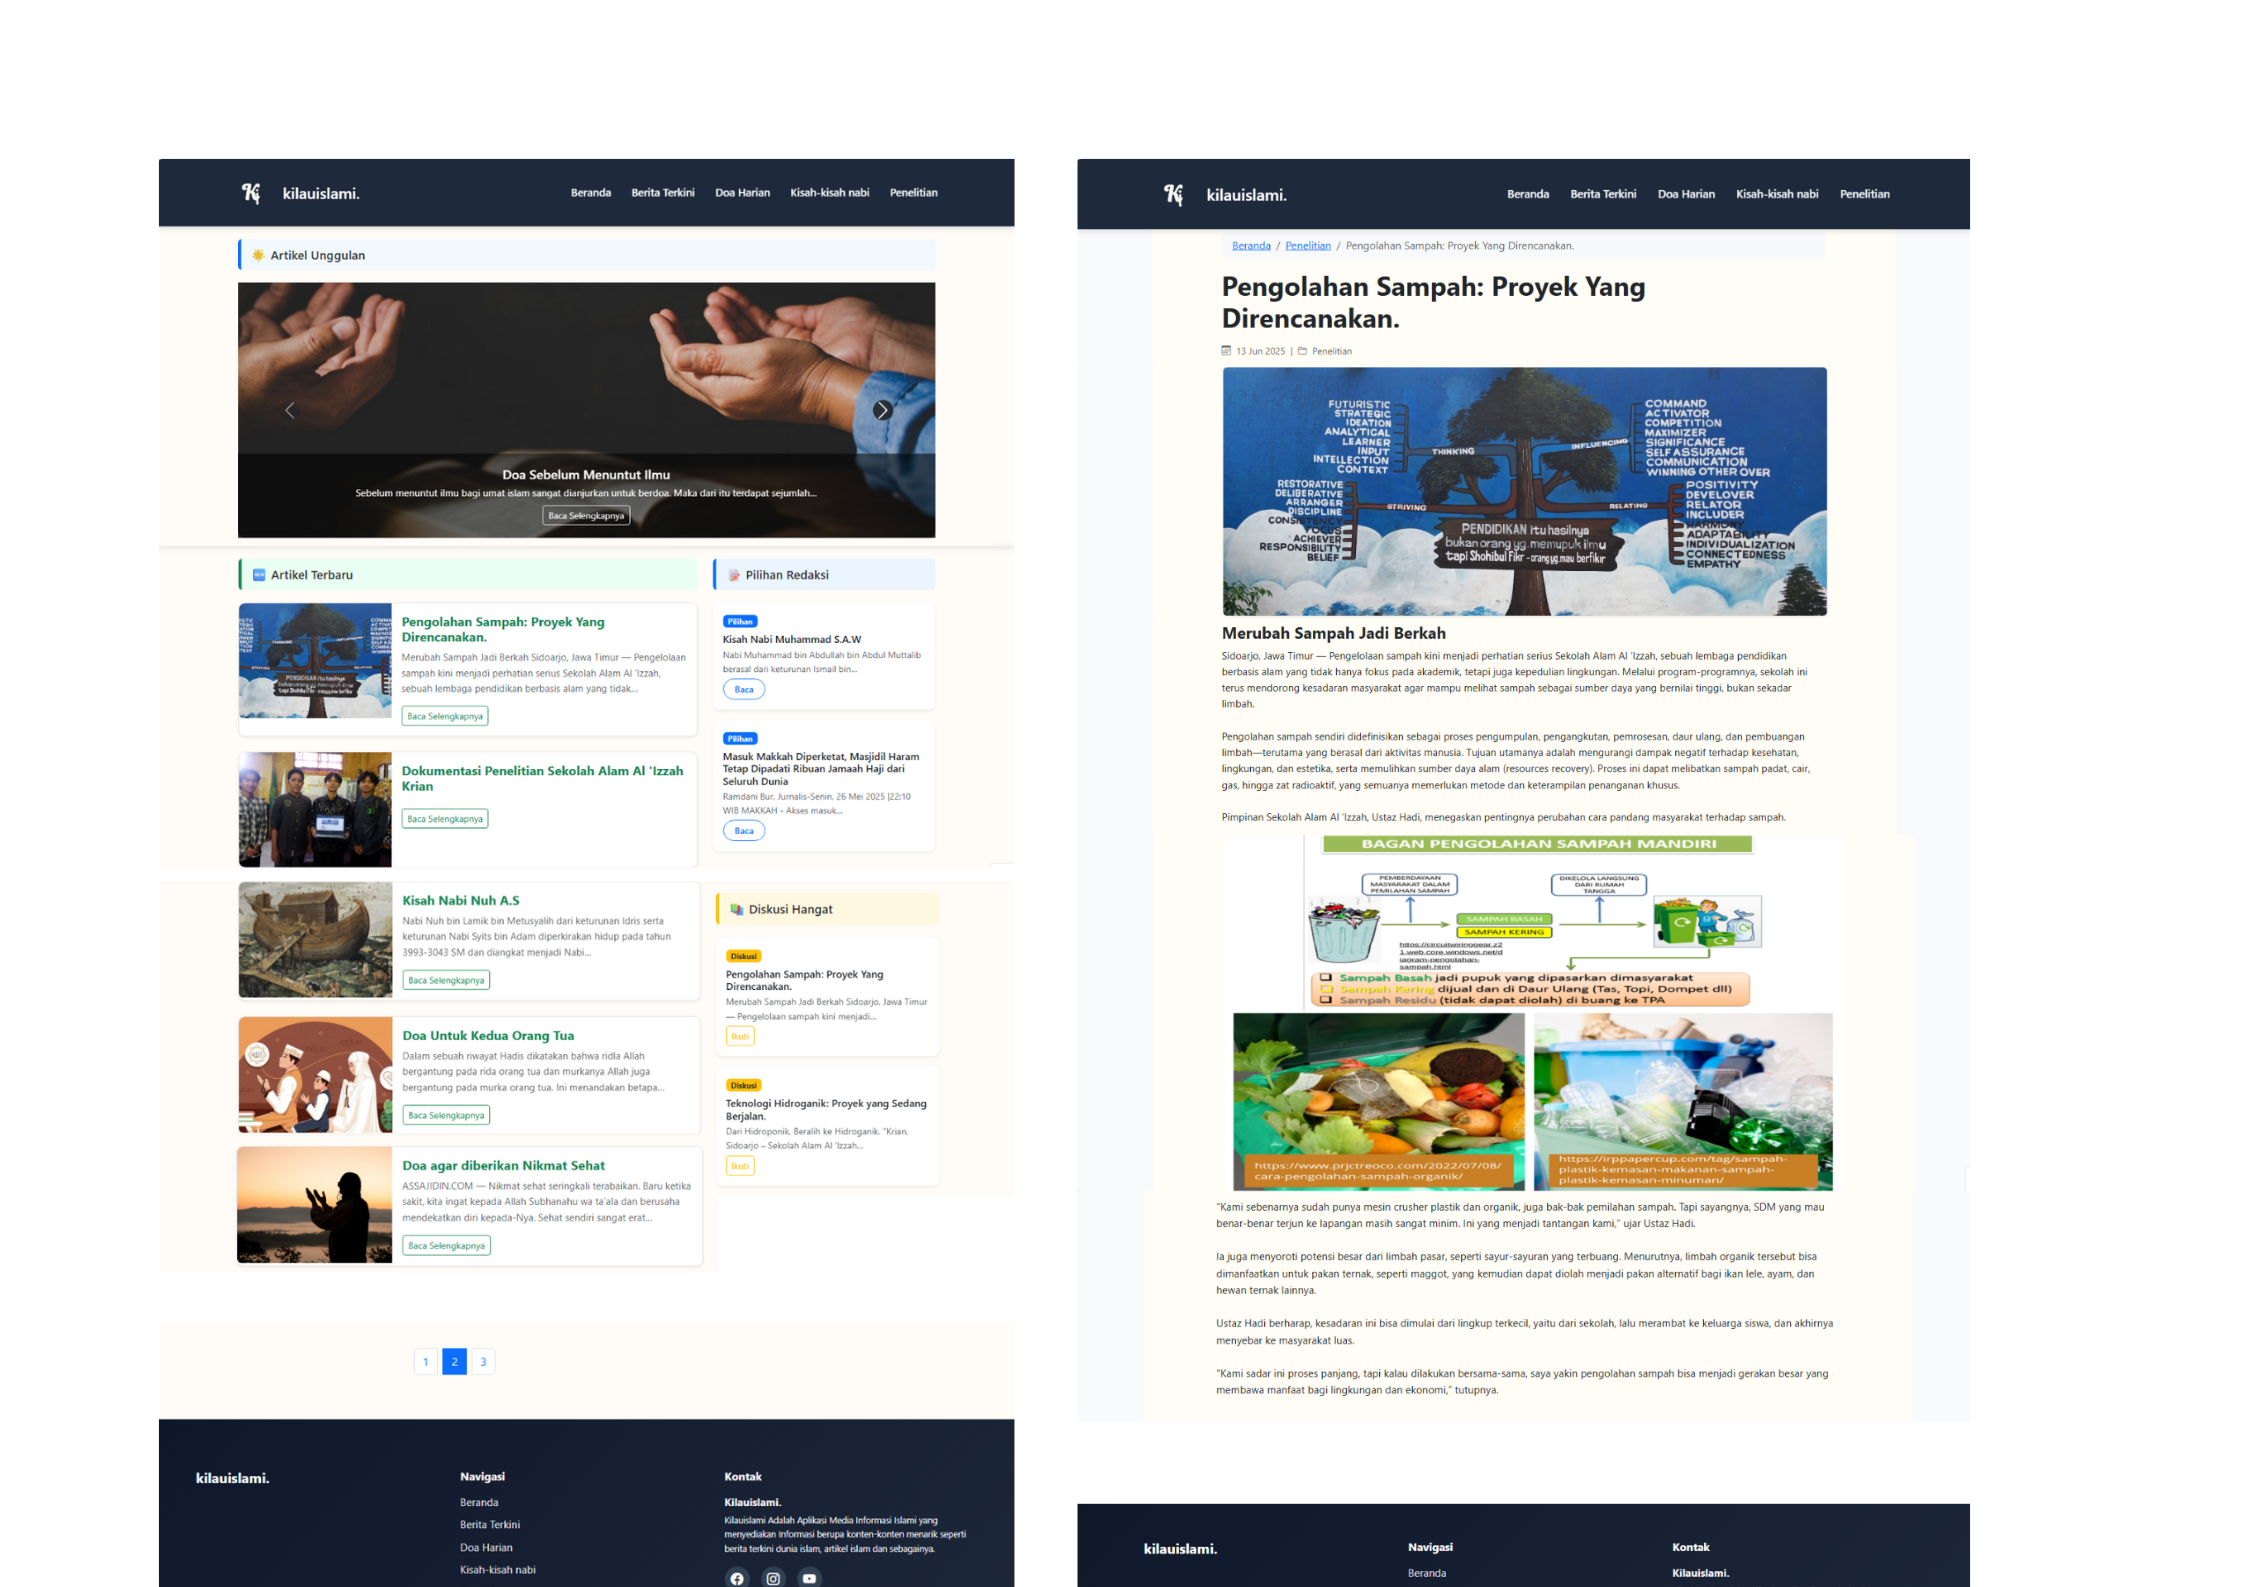 Ki kilauislami.
Beranda Berita Terkini Doa Harian Kisah-kisah nabi Penelitian
Artikel Unggulan
Doa Sebelum Menuntut Ilmu
Sebelum menuntut ilmu bagi umat islam sangat dianjurkan untuk berdoa. Maka dari itu terdapat sejumlah...
Baca Selengkapnya
Artikel Terbaru
Pengolahan Sampah: Proyek Yang
Direncanakan.
Merubah Sampah Jadi Berkah Sidoarjo, Jawa Timur — Pengelolaan
sampah kini menjadi perhatian serius Sekolah Alam Al 'Izzah,
sebuah lembaga pendidikan berbasis alam yang tidak...
Baca Selengkapnya
Dokumentasi Penelitian Sekolah Alam Al 'Izzah
Krian
Baca Selengkapnya
Kisah Nabi Nuh A.S
Nabi Nuh bin Lamik bin Metusyalih dari keturunan Idris serta
keturunan Nabi Syits bin Adam diperkirakan hidup pada tahun
3993-3043 SM dan diangkat menjadi Nabi...
Baca Selengkapnya
Doa Untuk Kedua Orang Tua
Dalam sebuah riwayat Hadis dikatakan bahwa ridla Allah
bergantung pada rida orang tua dan murkanya Allah juga
bergantung pada murka orang tua. Ini menandakan betapa...
Baca Selengkapnya
Doa agar diberikan Nikmat Sehat
ASSAJIDIN.COM — Nikmat sehat seringkali terabaikan. Baru ketika
sakit, kita ingat kepada Allah Subhanahu wa ta'ala dan berusaha
mendekatkan diri kepada-Nya. Sehat sendiri sangat erat...
Baca Selengkapnya
Pilihan Redaksi
Pilihan
Kisah Nabi Muhammad S.A.W
Nabi Muhammad bin Abdullah bin Abdul Muttalib
berasal dari keturunan Ismail bin...
Baca
Pilihan
Masuk Makkah Diperketat, Masjidil Haram
Tetap Dipadati Ribuan Jamaah Haji dari
Seluruh Dunia
Ramdani Bur, Jurnalis-Senin, 26 Mei 2025 |22:10
WIB MAKKAH - Akses masuk...
Baca
Diskusi Hangat
Diskusi
Pengolahan Sampah: Proyek Yang
Direncanakan.
Merubah Sampah Jadi Berkah Sidoarjo, Jawa Timur
— Pengelolaan sampah kini menjadi...
Ikuti
Diskusi
Teknologi Hidroganik: Proyek yang Sedang
Berjalan.
Dari Hidroponik, Beralih ke Hidroganik. "Krian,
Sidoarjo – Sekolah Alam Al 'Izzah...
Ikuti
1 2 3
kilauislami.
Navigasi
Beranda
Berita Terkini
Doa Harian
Kisah-kisah nabi
Kontak
Kilauislami.
Kilauislami Adalah Aplikasi Media Informasi Islami yang
menyediakan Informasi berupa konten-konten menarik seperti
berita terkini dunia islam, artikel islam dan sebagainya.
Ki kilauislami.
Beranda Berita Terkini Doa Harian Kisah-kisah nabi Penelitian
Beranda / Penelitian / Pengolahan Sampah: Proyek Yang Direncanakan.
Pengolahan Sampah: Proyek Yang
Direncanakan.
13 Jun 2025 | Penelitian
FUTURISTIC
STRATEGIC
IDEATION
ANALYTICAL
LEARNER
INPUT
INTELLECTION
CONTEXT
THINKING
RESTORATIVE
DELIBERATIVE
ARRANGER
DISCIPLINE
CONSISTENCY
FOCUS
ACHIEVER
RESPONSIBILITY
BELIEF
STRIVING
INFLUENCING
COMMAND
ACTIVATOR
COMPETITION
MAXIMIZER
SIGNIFICANCE
SELF ASSURANCE
COMMUNICATION
WINNING OTHER OVER
RELATING
POSITIVITY
DEVELOVER
RELATOR
INCLUDER
HARMONY
ADAPTABILITY
INDIVIDUALIZATION
CONNECTEDNESS
EMPATHY
PENDIDIKAN itu hasilnya
bukan orang yg memupuk ilmu
tapi Shohibul Fikr - orang yg mau berfikir
Merubah Sampah Jadi Berkah
Sidoarjo, Jawa Timur — Pengelolaan sampah kini menjadi perhatian serius Sekolah Alam Al 'Izzah, sebuah lembaga pendidikan
berbasis alam yang tidak hanya fokus pada akademik, tetapi juga kepedulian lingkungan. Melalui program-programnya, sekolah ini
terus mendorong kesadaran masyarakat agar mampu melihat sampah sebagai sumber daya yang bernilai tinggi, bukan sekadar
limbah.
Pengolahan sampah sendiri didefinisikan sebagai proses pengumpulan, pengangkutan, pemrosesan, daur ulang, dan pembuangan
limbah—terutama yang berasal dari aktivitas manusia. Tujuan utamanya adalah mengurangi dampak negatif terhadap kesehatan,
lingkungan, dan estetika, serta memulihkan sumber daya alam (resources recovery). Proses ini dapat melibatkan sampah padat, cair,
gas, hingga zat radioaktif, yang semuanya memerlukan metode dan keterampilan penanganan khusus.
Pimpinan Sekolah Alam Al 'Izzah, Ustaz Hadi, menegaskan pentingnya perubahan cara pandang masyarakat terhadap sampah.
BAGAN PENGOLAHAN SAMPAH MANDIRI
PEMBERDAYAAN
MASYARAKAT DALAM
PEMILAHAN SAMPAH
DIKELOLA LANGSUNG
DARI RUMAH
TANGGA
SAMPAH BASAH
SAMPAH KERING
https://circuitwiringgear.z2
1.web.core.windows.net/d
iagram-pengolahan-
sampah.html
Sampah Basah jadi pupuk yang dipasarkan dimasyarakat
Sampah Kering dijual dan di Daur Ulang (Tas, Topi, Dompet dll)
Sampah Residu (tidak dapat diolah) di buang ke TPA
https://www.prjctreoco.com/2022/07/08/
cara-pengolahan-sampah-organik/
https://irppapercup.com/tag/sampah-
plastik-kemasan-makanan-sampah-
plastik-kemasan-minuman/
"Kami sebenarnya sudah punya mesin crusher plastik dan organik, juga bak-bak pemilahan sampah. Tapi sayangnya, SDM yang mau
benar-benar terjun ke lapangan masih sangat minim. Ini yang menjadi tantangan kami," ujar Ustaz Hadi.
Ia juga menyoroti potensi besar dari limbah pasar, seperti sayur-sayuran yang terbuang. Menurutnya, limbah organik tersebut bisa
dimanfaatkan untuk pakan ternak, seperti maggot, yang kemudian dapat diolah menjadi pakan alternatif bagi ikan lele, ayam, dan
hewan ternak lainnya.
Ustaz Hadi berharap, kesadaran ini bisa dimulai dari lingkup terkecil, yaitu dari sekolah, lalu merambat ke keluarga siswa, dan akhirnya
menyebar ke masyarakat luas.
"Kami sadar ini proses panjang, tapi kalau dilakukan bersama-sama, saya yakin pengolahan sampah bisa menjadi gerakan besar yang
membawa manfaat bagi lingkungan dan ekonomi," tutupnya.
kilauislami.
Navigasi
Beranda
Kontak
Kilauislami.